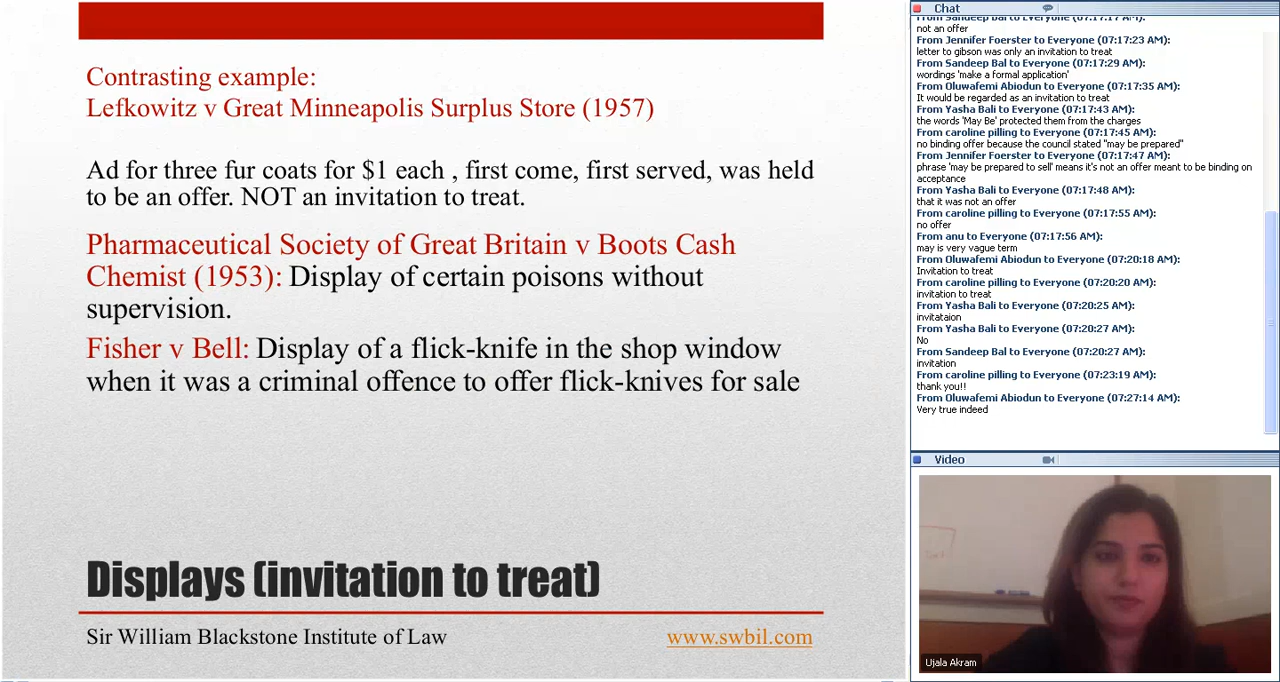 Contrasting example:
Lefkowitz v Great Minneapolis Surplus Store (1957)
Ad for three fur coats for $1 each , first come, first served, was held
to be an offer. NOT an invitation to treat.
Pharmaceutical Society of Great Britain v Boots Cash
Chemist (1953): Display of certain poisons without
supervision.
Fisher v Bell: Display of a flick-knife in the shop window
when it was a criminal offence to offer flick-knives for sale
Displays (invitation to treat)
Sir William Blackstone Institute of Law
www.swbil.com
Chat
From Sandeep Bal to Everyone (07:17:17 AM):
not an offer
From Jennifer Foerster to Everyone (07:17:23 AM):
letter to gibson was only an invitation to treat
From Sandeep Bal to Everyone (07:17:29 AM):
wordings 'make a formal application'
From Oluwafemi Abiodun to Everyone (07:17:35 AM):
It would be regarded as an invitation to treat
From Yasha Bali to Everyone (07:17:43 AM):
the words 'May Be' protected them from the charges
From caroline pilling to Everyone (07:17:45 AM):
no binding offer because the council stated "may be prepared"
From Jennifer Foerster to Everyone (07:17:47 AM):
phrase 'may be prepared to sell' means it's not an offer meant to be binding on
acceptance
From Yasha Bali to Everyone (07:17:48 AM):
that it was not an offer
From caroline pilling to Everyone (07:17:55 AM):
no offer
From anu to Everyone (07:17:56 AM):
may is very vague term
From Oluwafemi Abiodun to Everyone (07:20:18 AM):
Invitation to treat
From caroline pilling to Everyone (07:20:20 AM):
invitation to treat
From Yasha Bali to Everyone (07:20:25 AM):
invitataion
From Yasha Bali to Everyone (07:20:27 AM):
No
From Sandeep Bal to Everyone (07:20:27 AM):
invitation
From caroline pilling to Everyone (07:23:19 AM):
thank you!!
From Oluwafemi Abiodun to Everyone (07:27:14 AM):
Very true indeed
Video
Ujala Akram